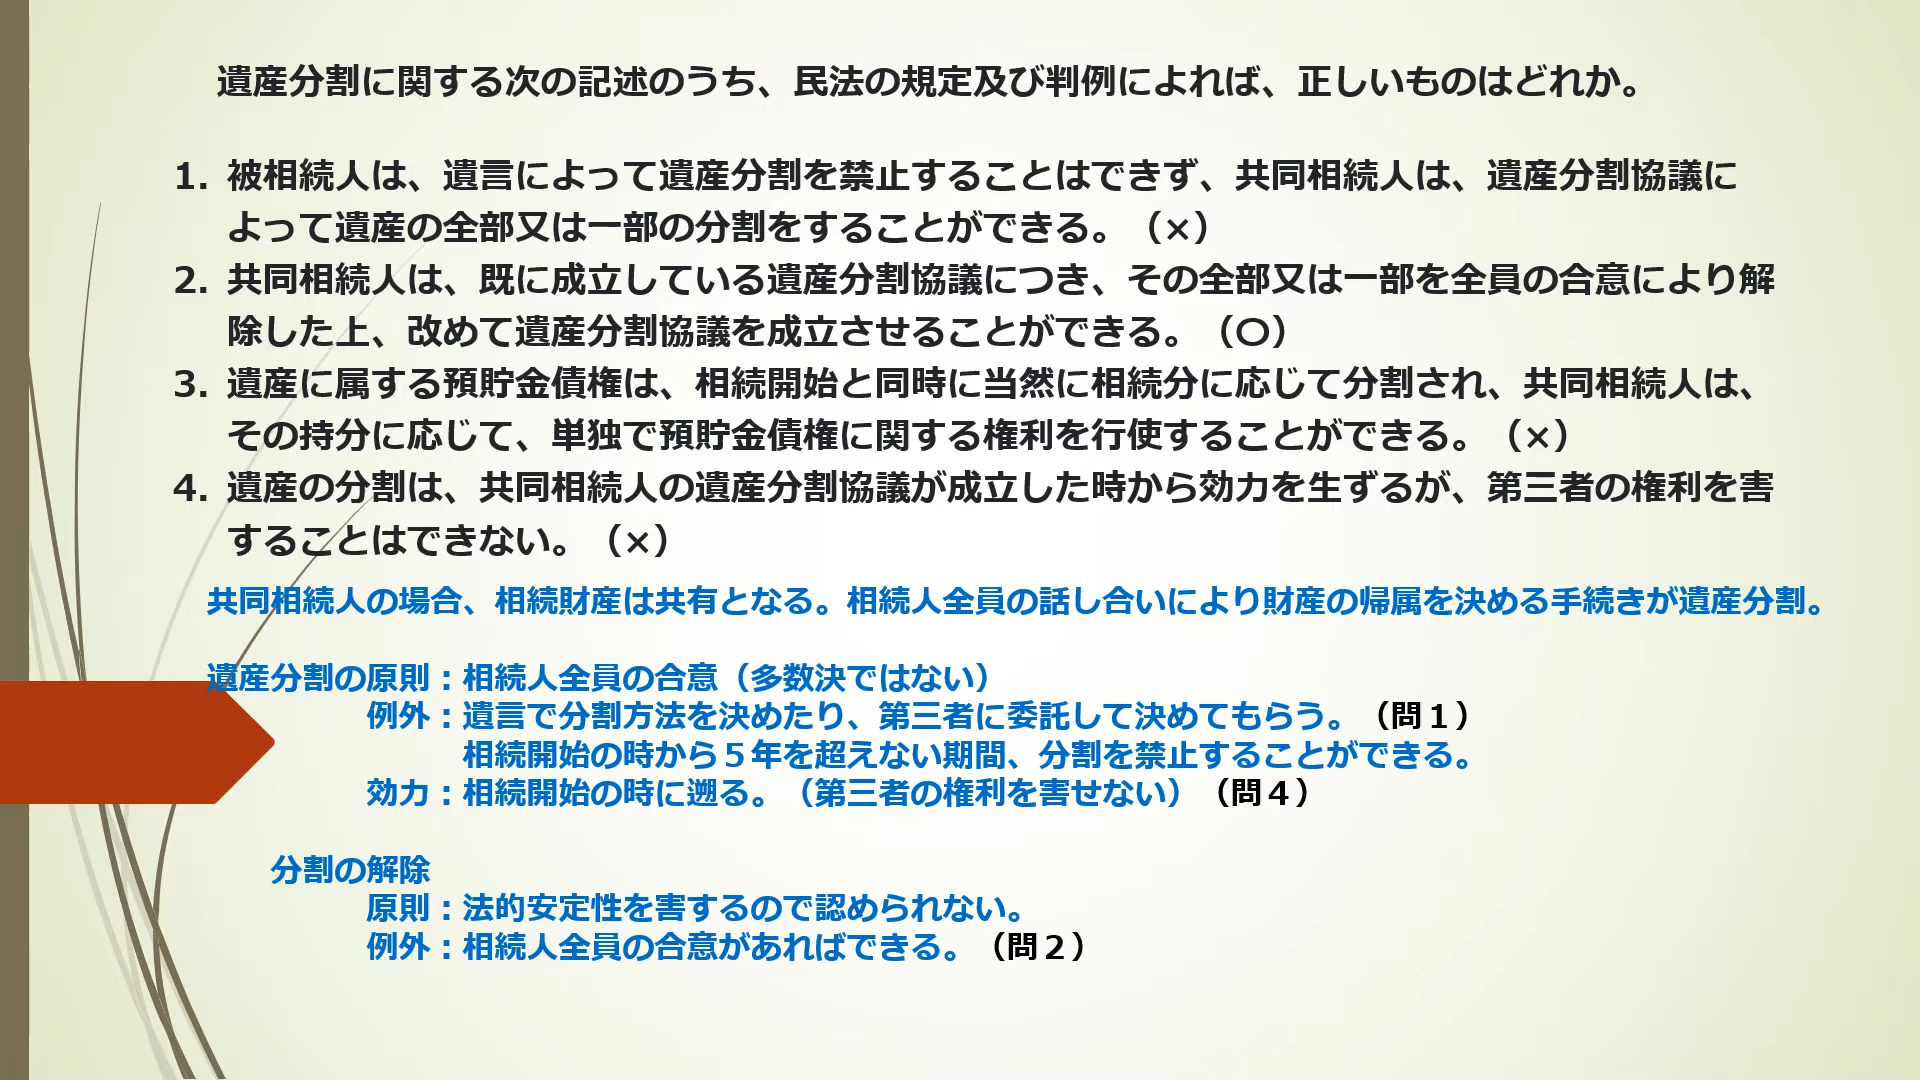 遺産分割に関する次の記述のうち、民法の規定及び判例によれば、正しいものはどれか。
1. 被相続人は、遺言によって遺産分割を禁止することはできず、共同相続人は、遺産分割協議に
よって遺産の全部又は一部の分割をすることができる。（×）
2. 共同相続人は、既に成立している遺産分割協議につき、その全部又は一部を全員の合意により解
除した上、改めて遺産分割協議を成立させることができる。（〇）
3. 遺産に属する預貯金債権は、相続開始と同時に当然に相続分に応じて分割され、共同相続人は、
その持分に応じて、単独で預貯金債権に関する権利を行使することができる。（×）
4. 遺産の分割は、共同相続人の遺産分割協議が成立した時から効力を生ずるが、第三者の権利を害
することはできない。（×）
共同相続人の場合、相続財産は共有となる。相続人全員の話し合いにより財産の帰属を決める手続きが遺産分割。
遺産分割の原則：相続人全員の合意（多数決ではない）
例外：遺言で分割方法を決めたり、第三者に委託して決めてもらう。（問１）
相続開始の時から５年を超えない期間、分割を禁止することができる。
効力：相続開始の時に遡る。（第三者の権利を害せない）（問４）
分割の解除
原則：法的安定性を害するので認められない。
例外：相続人全員の合意があればできる。（問２）